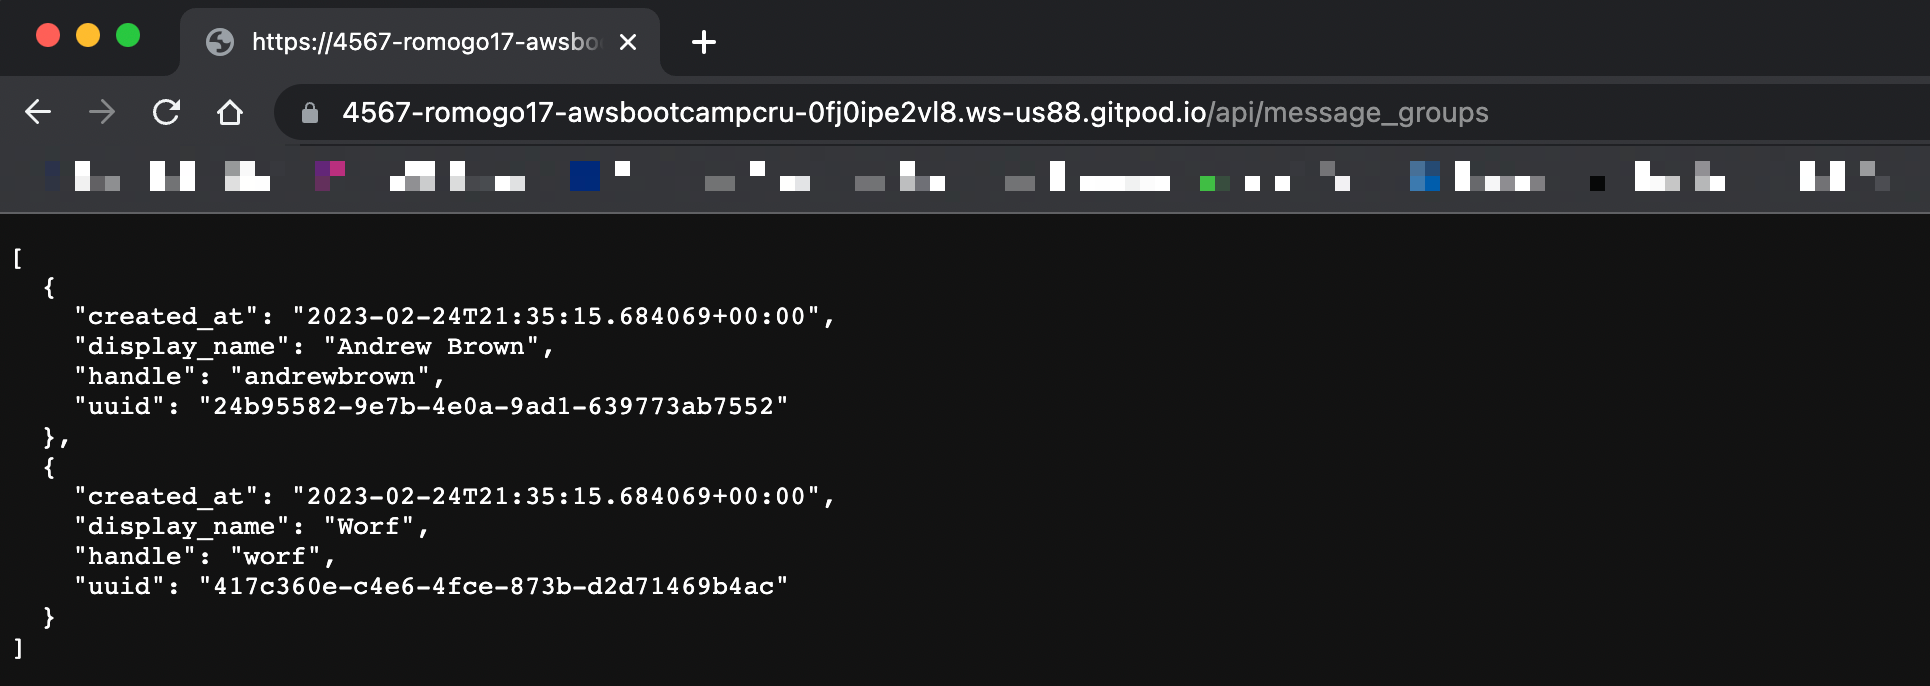 https://4567-romogo17-awsbo
4567-romogo17-awsbootcampcru-0fj0ipe2vl8.ws-us88.gitpod.io/api/message_groups
[
  {
    "created_at": "2023-02-24T21:35:15.684069+00:00",
    "display_name": "Andrew Brown",
    "handle": "andrewbrown",
    "uuid": "24b95582-9e7b-4e0a-9ad1-639773ab7552"
  },
  {
    "created_at": "2023-02-24T21:35:15.684069+00:00",
    "display_name": "Worf",
    "handle": "worf",
    "uuid": "417c360e-c4e6-4fce-873b-d2d71469b4ac"
  }
]